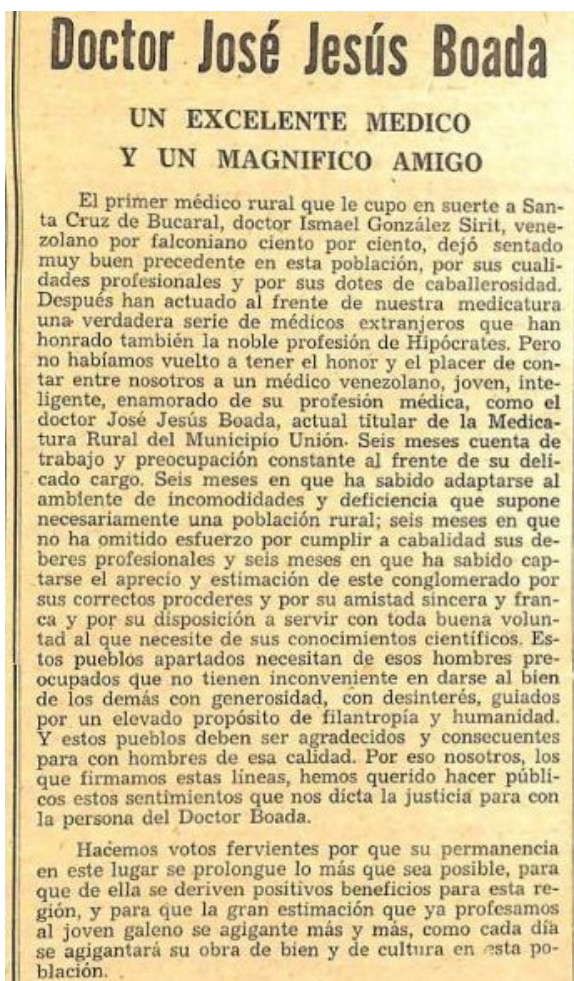 Doctor José Jesús Boada
UN EXCELENTE MEDICO
Y UN MAGNIFICO AMIGO
El primer médico rural que le cupo en suerte a San-
ta Cruz de Bucaral, doctor Ismael González Sirit, vene-
zolano por falconiano ciento por ciento, dejó sentado
muy buen precedente en esta población, por sus cuali-
dades profesionales y por sus dotes de caballerosidad.
Después han actuado al frente de nuestra medicatura
una verdadera serie de médicos extranjeros que han
honrado también la noble profesión de Hipócrates. Pero
no habíamos vuelto a tener el honor y el placer de con-
tar entre nosotros a un médico venezolano, joven, inte-
ligente, enamorado de su profesión médica, como el
doctor José Jesús Boada, actual titular de la Medica-
tura Rural del Municipio Unión. Seis meses cuenta de
trabajo y preocupación constante al frente de su deli-
cado cargo. Seis meses en que ha sabido adaptarse al
ambiente de incomodidades y deficiencia que supone
necesariamente una población rural; seis meses en que
no ha omitido esfuerzo por cumplir a cabalidad sus de-
beres profesionales y seis meses en que ha sabido cap-
tarse el aprecio y estimación de este conglomerado por
sus correctos procderes y por su amistad sincera y fran-
ca y por su disposición a servir con toda buena volun-
tad al que necesite de sus conocimientos científicos. Es-
tos pueblos apartados necesitan de esos hombres pre-
ocupados que no tienen inconveniente en darse al bien
de los demás con generosidad, con desinterés, guiados
por un elevado propósito de filantropía y humanidad.
Y estos pueblos deben ser agradecidos y consecuentes
para con hombres de esa calidad. Por eso nosotros, los
que firmamos estas líneas, hemos querido hacer públi-
cos estos sentimientos que nos dicta la justicia para con
la persona del Doctor Boada.
Hacemos votos fervientes por que su permanencia
en este lugar se prolongue lo más que sea posible, para
que de ella se deriven positivos beneficios para esta re-
gión, y para que la gran estimación que ya profesamos
al joven galeno se agigante más y más, como cada día
se agigantará su obra de bien y de cultura en esta po-
blación.